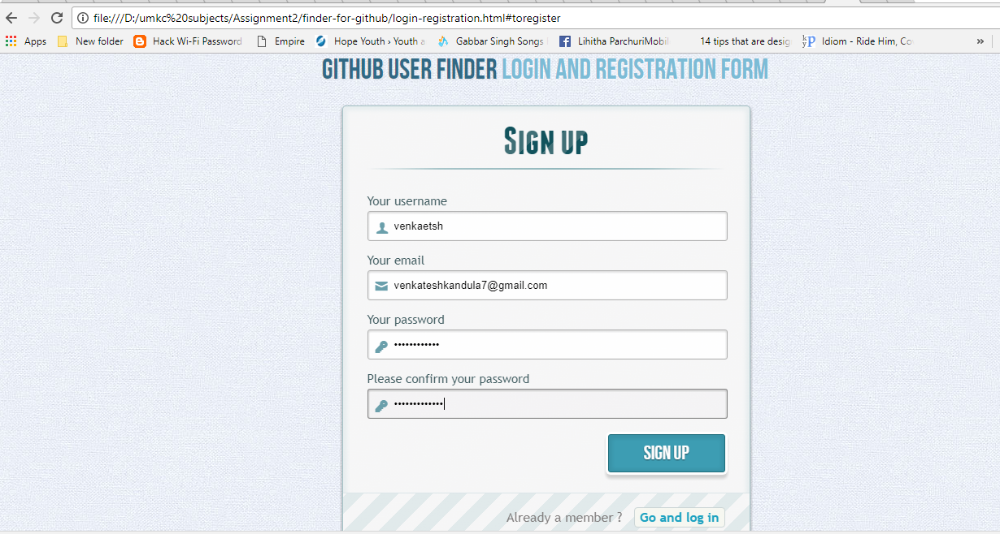 file:///D:/umkc%20subjects/Assignment2/finder-for-github/login-registration.html#toregister
Apps New folder Hack Wi-Fi Password Empire Hope Youth › Youth a Gabbar Singh Songs Lihitha ParchuriMobil 14 tips that are desig Idiom - Ride Him, Co »
GITHUB USER FINDER LOGIN AND REGISTRATION FORM
Sign up
Your username
venkaetsh
Your email
venkateshkandula7@gmail.com
Your password
••••••••••••
Please confirm your password
•••••••••••••
SIGN UP
Already a member ? Go and log in